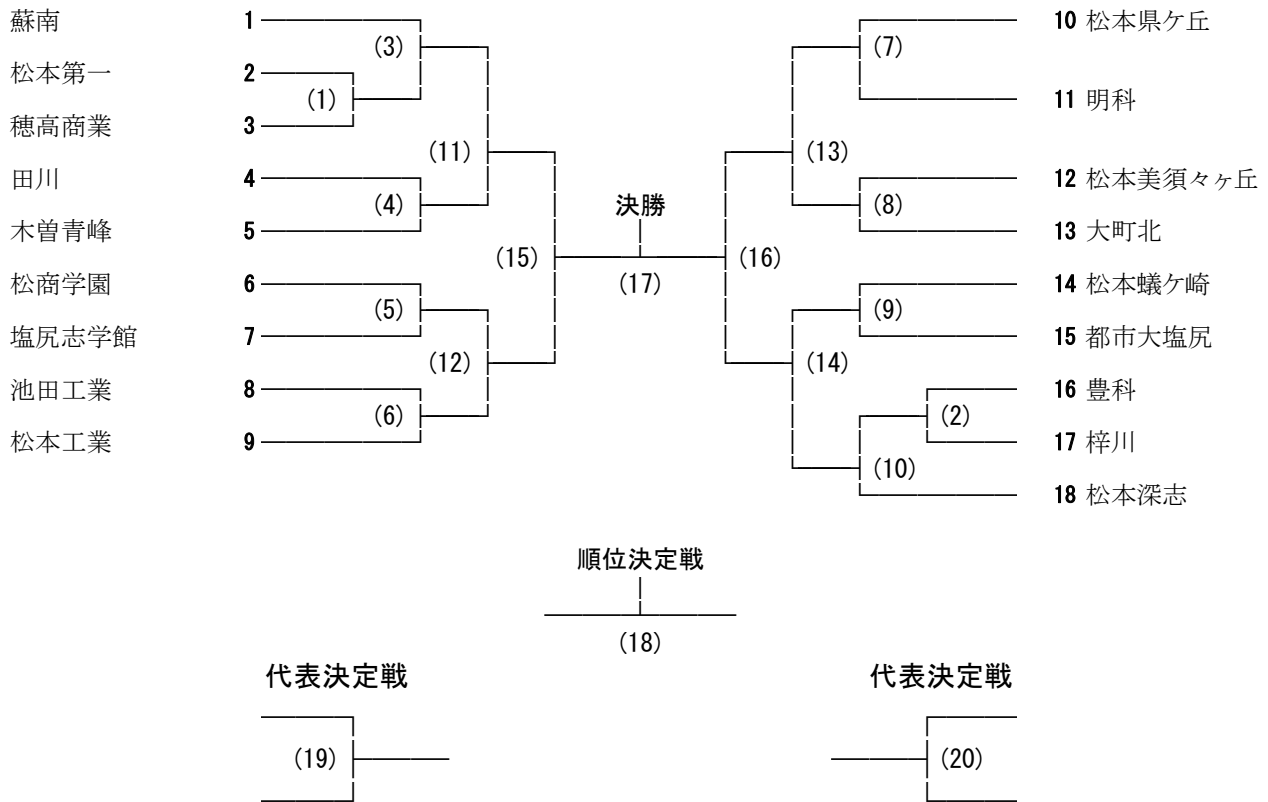 蘇南 1
(3)
松本第一 2
(1)
穂高商業 3
(11)
田川 4
(4)
木曽青峰 5
(15)
松商学園 6
(5)
塩尻志学館 7
(12)
池田工業 8
(6)
松本工業 9
決勝
(17)
10 松本県ケ丘
(7)
11 明科
(13)
12 松本美須々ヶ丘
(8)
13 大町北
(16)
14 松本蟻ケ崎
(9)
15 都市大塩尻
(14)
16 豊科
(2)
17 梓川
(10)
18 松本深志
順位決定戦
(18)
代表決定戦
(19)
代表決定戦
(20)